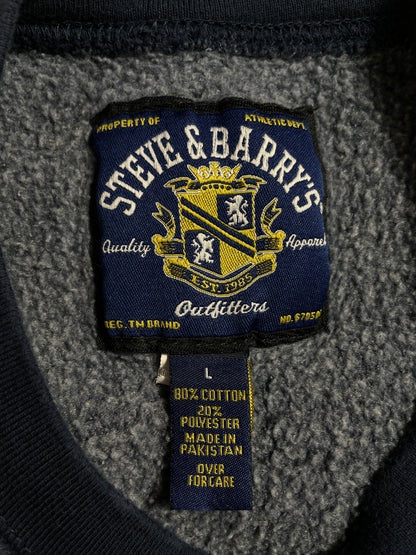 PROPERTY OF ATHLETIC DEPT.
STEVE & BARRY'S
Quality Apparel
EST. 1985
Outfitters
REG. TM BRAND
L
80% COTTON
20%
POLYESTER
MADE IN
PAKISTAN
OVER
FOR CARE